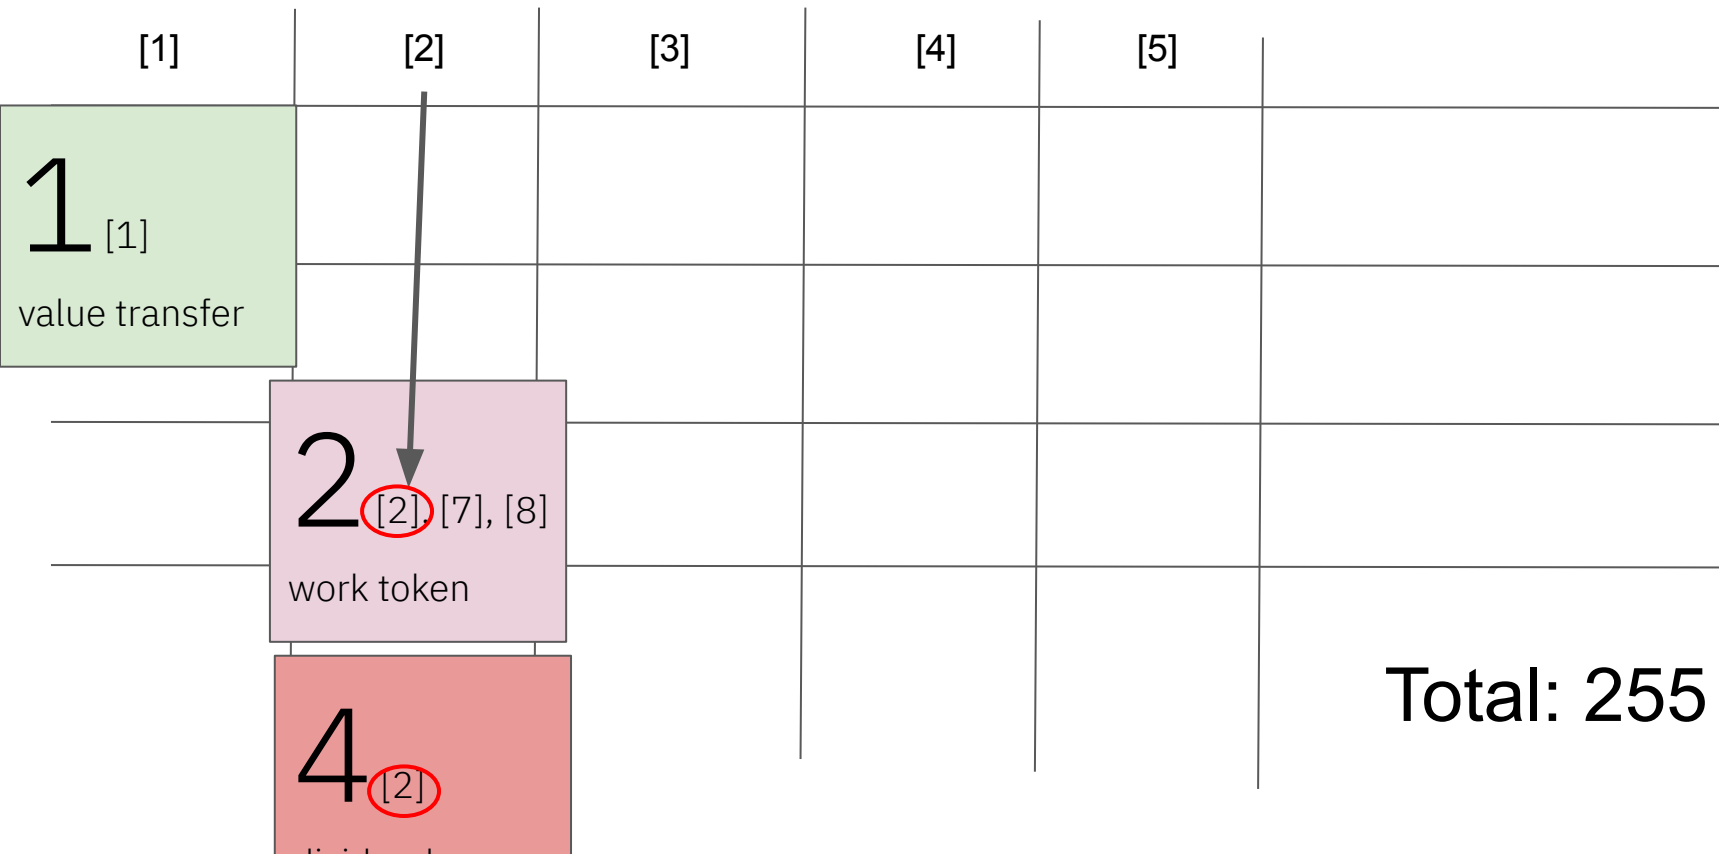 [1] [2] [3] [4] [5]
1 [1]
value transfer
2 [2], [7], [8]
work token
Total: 255
4 [2]